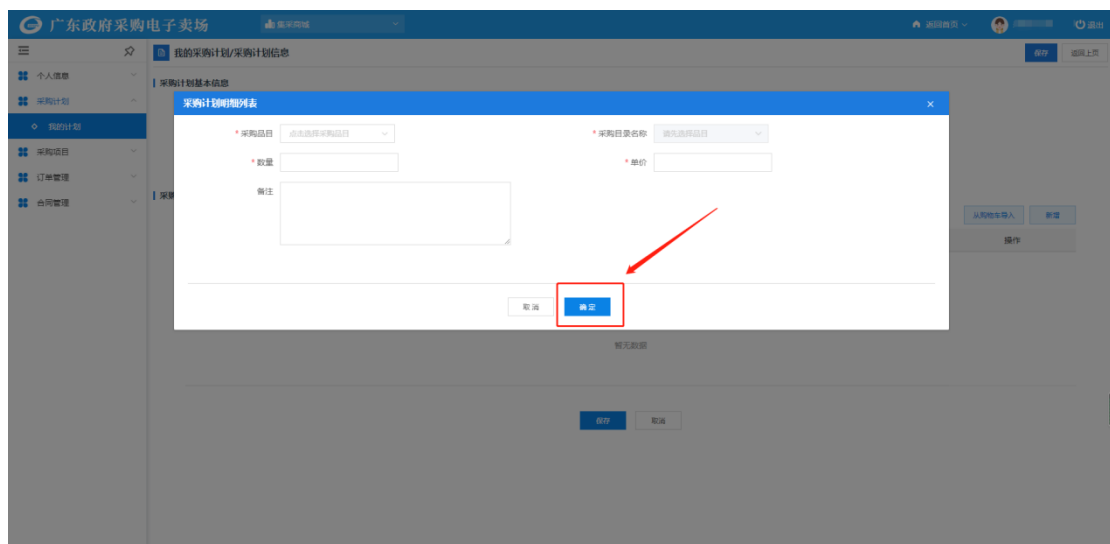 广东政府采购电子卖场
集采商城
返回首页
退出
我的采购计划/采购计划信息
保存
返回上页
个人信息
采购计划
我的计划
采购项目
订单管理
合同管理
采购计划基本信息
采购计划明细列表
×
* 采购品目 点击选择采购品目
* 采购目录名称 请先选择品目
* 数量
* 单价
备注
取消
确定
从购物车导入
新增
操作
暂无数据
保存
取消